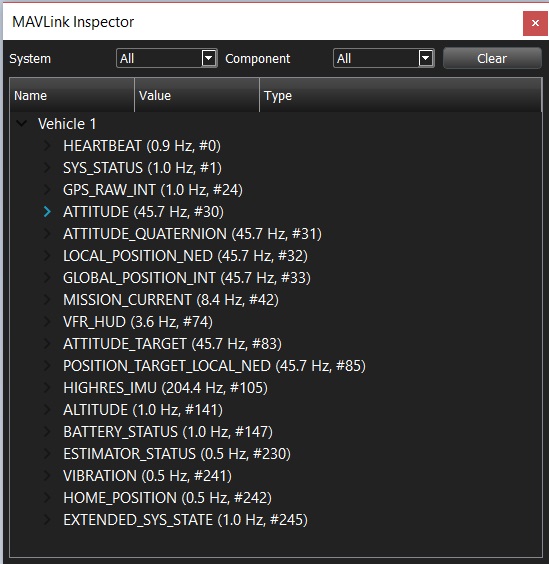 MAVLink Inspector
System All Component All Clear
Name Value Type
Vehicle 1
HEARTBEAT (0.9 Hz, #0)
SYS_STATUS (1.0 Hz, #1)
GPS_RAW_INT (1.0 Hz, #24)
ATTITUDE (45.7 Hz, #30)
ATTITUDE_QUATERNION (45.7 Hz, #31)
LOCAL_POSITION_NED (45.7 Hz, #32)
GLOBAL_POSITION_INT (45.7 Hz, #33)
MISSION_CURRENT (8.4 Hz, #42)
VFR_HUD (3.6 Hz, #74)
ATTITUDE_TARGET (45.7 Hz, #83)
POSITION_TARGET_LOCAL_NED (45.7 Hz, #85)
HIGHRES_IMU (204.4 Hz, #105)
ALTITUDE (1.0 Hz, #141)
BATTERY_STATUS (1.0 Hz, #147)
ESTIMATOR_STATUS (0.5 Hz, #230)
VIBRATION (0.5 Hz, #241)
HOME_POSITION (0.5 Hz, #242)
EXTENDED_SYS_STATE (1.0 Hz, #245)